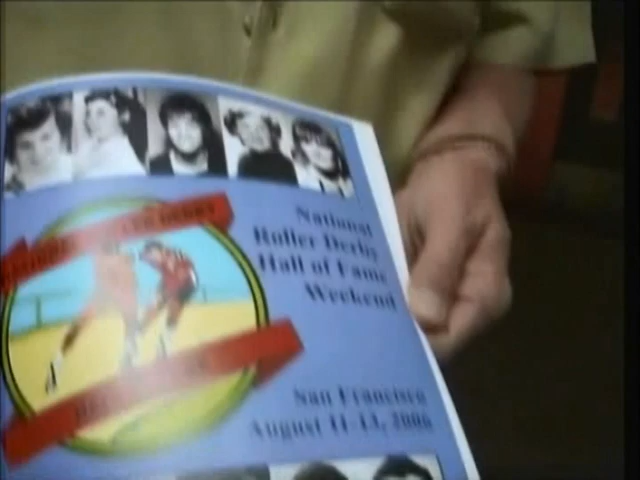 National
Roller Derby
Hall of Fame
Weekend
San Francisco
August 11-13, 2006